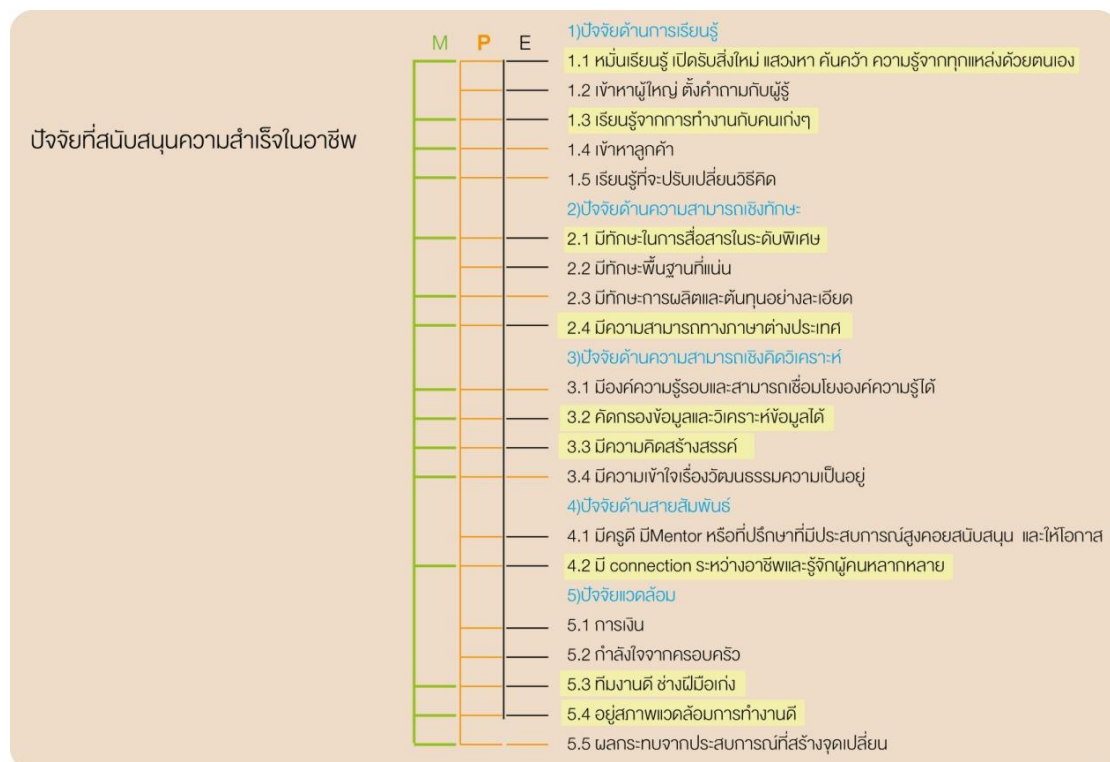 M P E
ปัจจัยที่สนับสนุนความสำเร็จในอาชีพ
1)ปัจจัยด้านการเรียนรู้
1.1 หมั่นเรียนรู้ เปิดรับสิ่งใหม่ แสวงหา ค้นคว้า ความรู้จากทุกแหล่งด้วยตนเอง
1.2 เข้าหาผู้ใหญ่ ตั้งคำถามกับผู้รู้
1.3 เรียนรู้จากการทำงานกับคนเก่งๆ
1.4 เข้าหาลูกค้า
1.5 เรียนรู้ที่จะปรับเปลี่ยนวิธีคิด
2)ปัจจัยด้านความสามารถเชิงทักษะ
2.1 มีทักษะในการสื่อสารในระดับพิเศษ
2.2 มีทักษะพื้นฐานที่แน่น
2.3 มีทักษะการผลิตและต้นทุนอย่างละเอียด
2.4 มีความสามารถทางภาษาต่างประเทศ
3)ปัจจัยด้านความสามารถเชิงคิดวิเคราะห์
3.1 มีองค์ความรู้รอบและสามารถเชื่อมโยงองค์ความรู้ได้
3.2 คัดกรองข้อมูลและวิเคราะห์ข้อมูลได้
3.3 มีความคิดสร้างสรรค์
3.4 มีความเข้าใจเรื่องวัฒนธรรมความเป็นอยู่
4)ปัจจัยด้านสายสัมพันธ์
4.1 มีครูดี มีMentor หรือที่ปรึกษาที่มีประสบการณ์สูงคอยสนับสนุน และให้โอกาส
4.2 มี connection ระหว่างอาชีพและรู้จักผู้คนหลากหลาย
5)ปัจจัยแวดล้อม
5.1 การเงิน
5.2 กำลังใจจากครอบครัว
5.3 ทีมงานดี ช่างฝีมือเก่ง
5.4 อยู่สภาพแวดล้อมการทำงานดี
5.5 ผลกระทบจากประสบการณ์ที่สร้างจุดเปลี่ยน